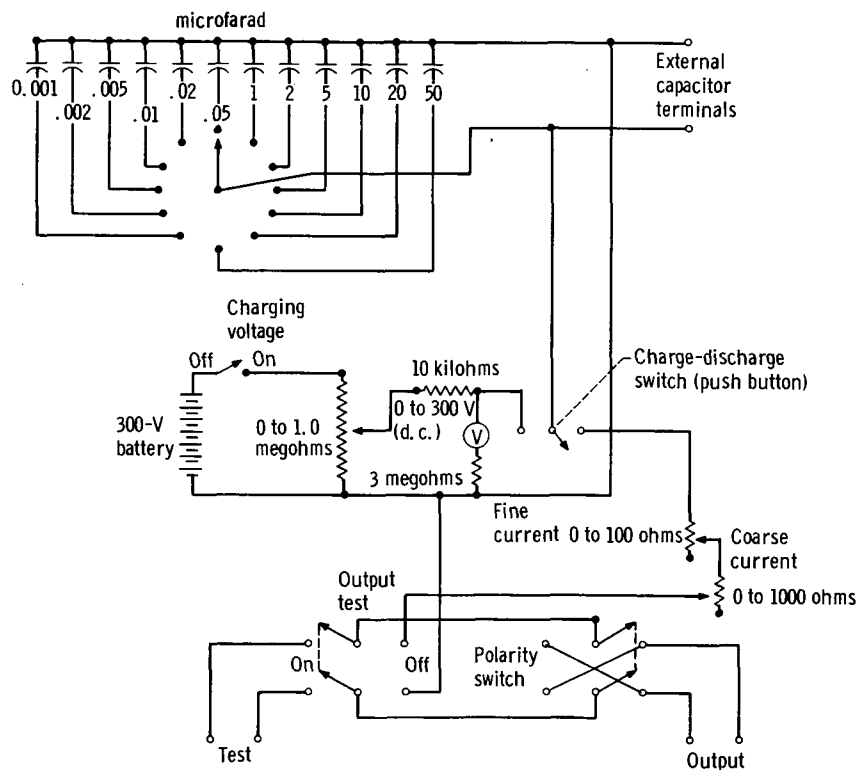 microfarad
0.001
.002
.005
.01
.02
.05
1
2
5
10
20
50
External
capacitor
terminals
Charging
voltage
Off
On
300-V
battery
0 to 1.0
megohms
10 kilohms
0 to 300 V
(d. c.)
V
3 megohms
Charge-discharge
switch (push button)
Fine
current 0 to 100 ohms
Coarse
current
0 to 1000 ohms
Output
test
On
Off
Polarity
switch
Test
Output